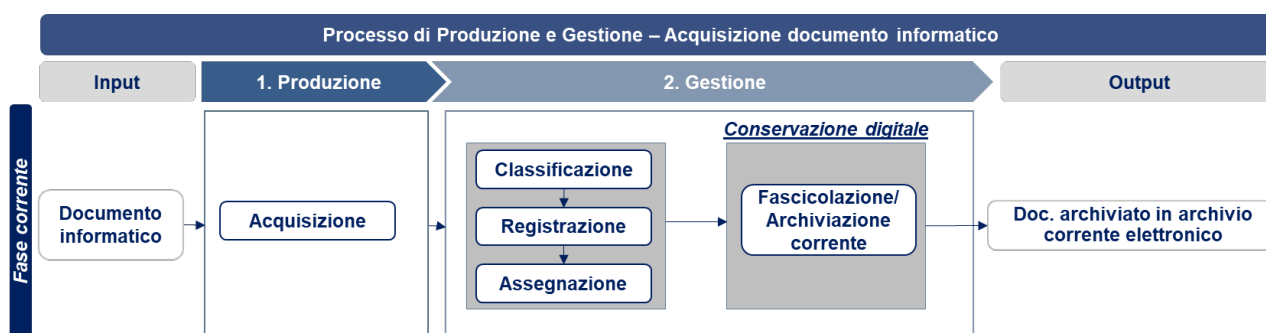 Processo di Produzione e Gestione – Acquisizione documento informatico
Input
1. Produzione
2. Gestione
Output
Fase corrente
Documento
informatico
Acquisizione
Classificazione
Registrazione
Assegnazione
Conservazione digitale
Fascicolazione/
Archiviazione
corrente
Doc. archiviato in archivio
corrente elettronico